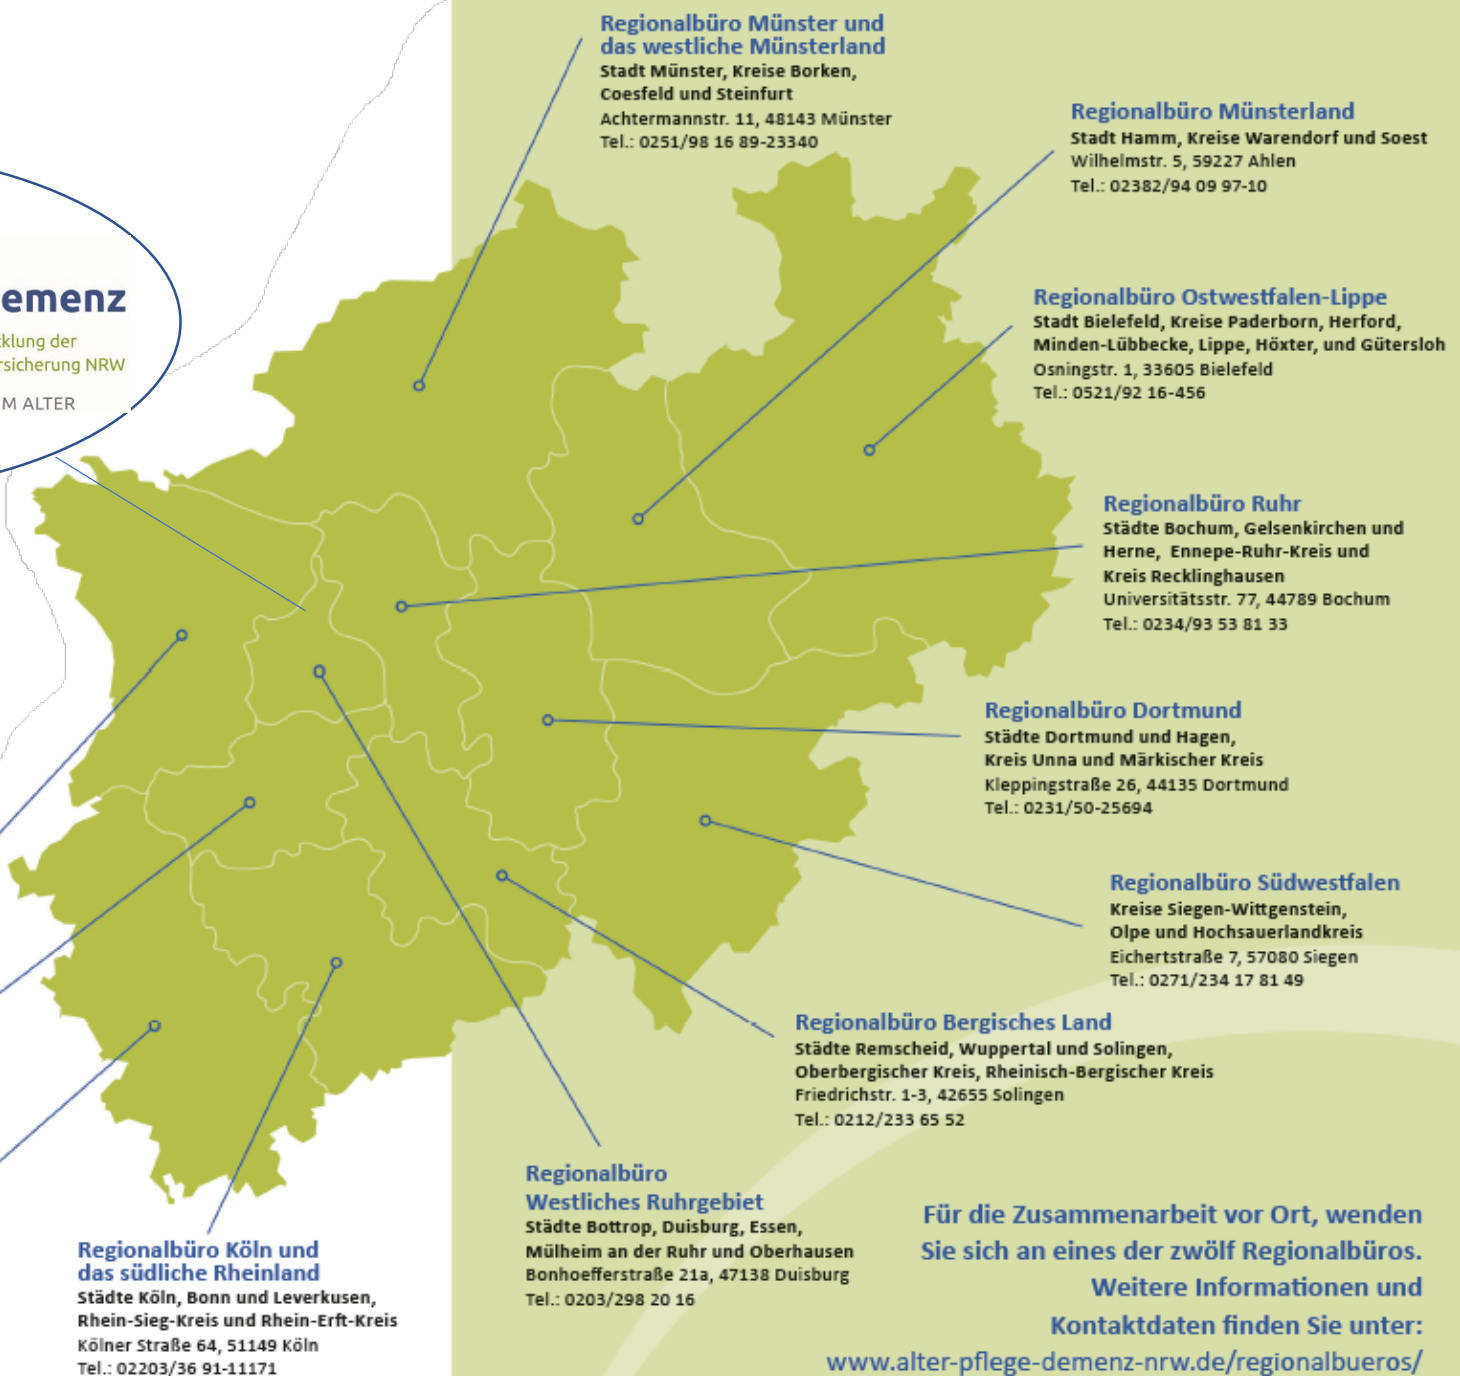 Regionalbüro Münster und
das westliche Münsterland
Stadt Münster, Kreise Borken,
Coesfeld und Steinfurt
Achtermannstr. 11, 48143 Münster
Tel.: 0251/98 16 89-23340
Regionalbüro Münsterland
Stadt Hamm, Kreise Warendorf und Soest
Wilhelmstr. 5, 59227 Ahlen
Tel.: 02382/94 09 97-10
emenz
klung der
rsicherung NRW
M ALTER
Regionalbüro Ostwestfalen-Lippe
Stadt Bielefeld, Kreise Paderborn, Herford,
Minden-Lübbecke, Lippe, Höxter, und Gütersloh
Osningstr. 1, 33605 Bielefeld
Tel.: 0521/92 16-456
Regionalbüro Ruhr
Städte Bochum, Gelsenkirchen und
Herne, Ennepe-Ruhr-Kreis und
Kreis Recklinghausen
Universitätsstr. 77, 44789 Bochum
Tel.: 0234/93 53 81 33
Regionalbüro Dortmund
Städte Dortmund und Hagen,
Kreis Unna und Märkischer Kreis
Kleppingstraße 26, 44135 Dortmund
Tel.: 0231/50-25694
Regionalbüro Südwestfalen
Kreise Siegen-Wittgenstein,
Olpe und Hochsauerlandkreis
Eichertstraße 7, 57080 Siegen
Tel.: 0271/234 17 81 49
Regionalbüro Bergisches Land
Städte Remscheid, Wuppertal und Solingen,
Oberbergischer Kreis, Rheinisch-Bergischer Kreis
Friedrichstr. 1-3, 42655 Solingen
Tel.: 0212/233 65 52
Regionalbüro
Westliches Ruhrgebiet
Städte Bottrop, Duisburg, Essen,
Mülheim an der Ruhr und Oberhausen
Bonhoefferstraße 21a, 47138 Duisburg
Tel.: 0203/298 20 16
Regionalbüro Köln und
das südliche Rheinland
Städte Köln, Bonn und Leverkusen,
Rhein-Sieg-Kreis und Rhein-Erft-Kreis
Kölner Straße 64, 51149 Köln
Tel.: 02203/36 91-11171
Für die Zusammenarbeit vor Ort, wenden
Sie sich an eines der zwölf Regionalbüros.
Weitere Informationen und
Kontaktdaten finden Sie unter:
www.alter-pflege-demenz-nrw.de/regionalbueros/